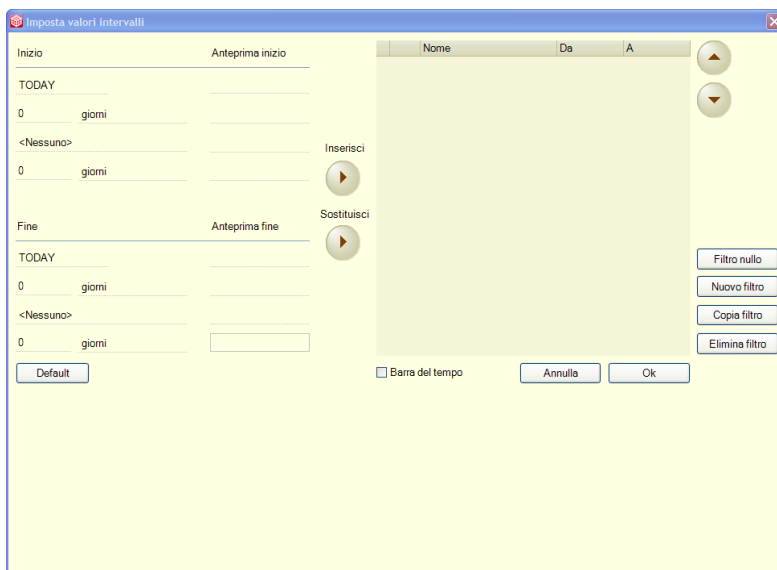 Imposta valori intervalli
Inizio Anteprima inizio
TODAY
0 giorni
<Nessuno>
0 giorni
Fine Anteprima fine
TODAY
0 giorni
<Nessuno>
0 giorni
Default
Inserisci
Sostituisci
Nome Da A
Filtro nullo
Nuovo filtro
Copia filtro
Elimina filtro
Barra del tempo Annulla Ok